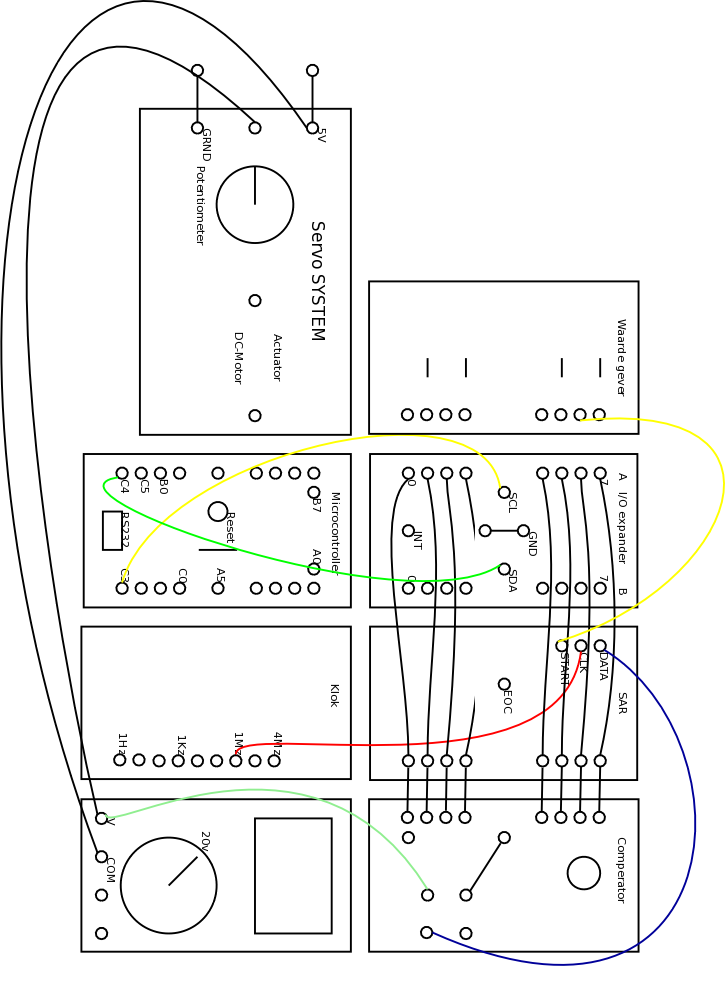 5V
GRND
Potentiometer
Servo SYSTEM
Actuator
DC-Motor
Waarde gever
C4
C5
B0
B7
Microcontroller
Reset
RS232
C3
C0
A5
A0
A
7
0
I/O expander
SCL
GND
INT
SDA
0
7
B
Klok
1Hz
1Kz
1Mz
4Mz
DATA
CLK
START
SAR
EOC
V
COM
20v
Comperator